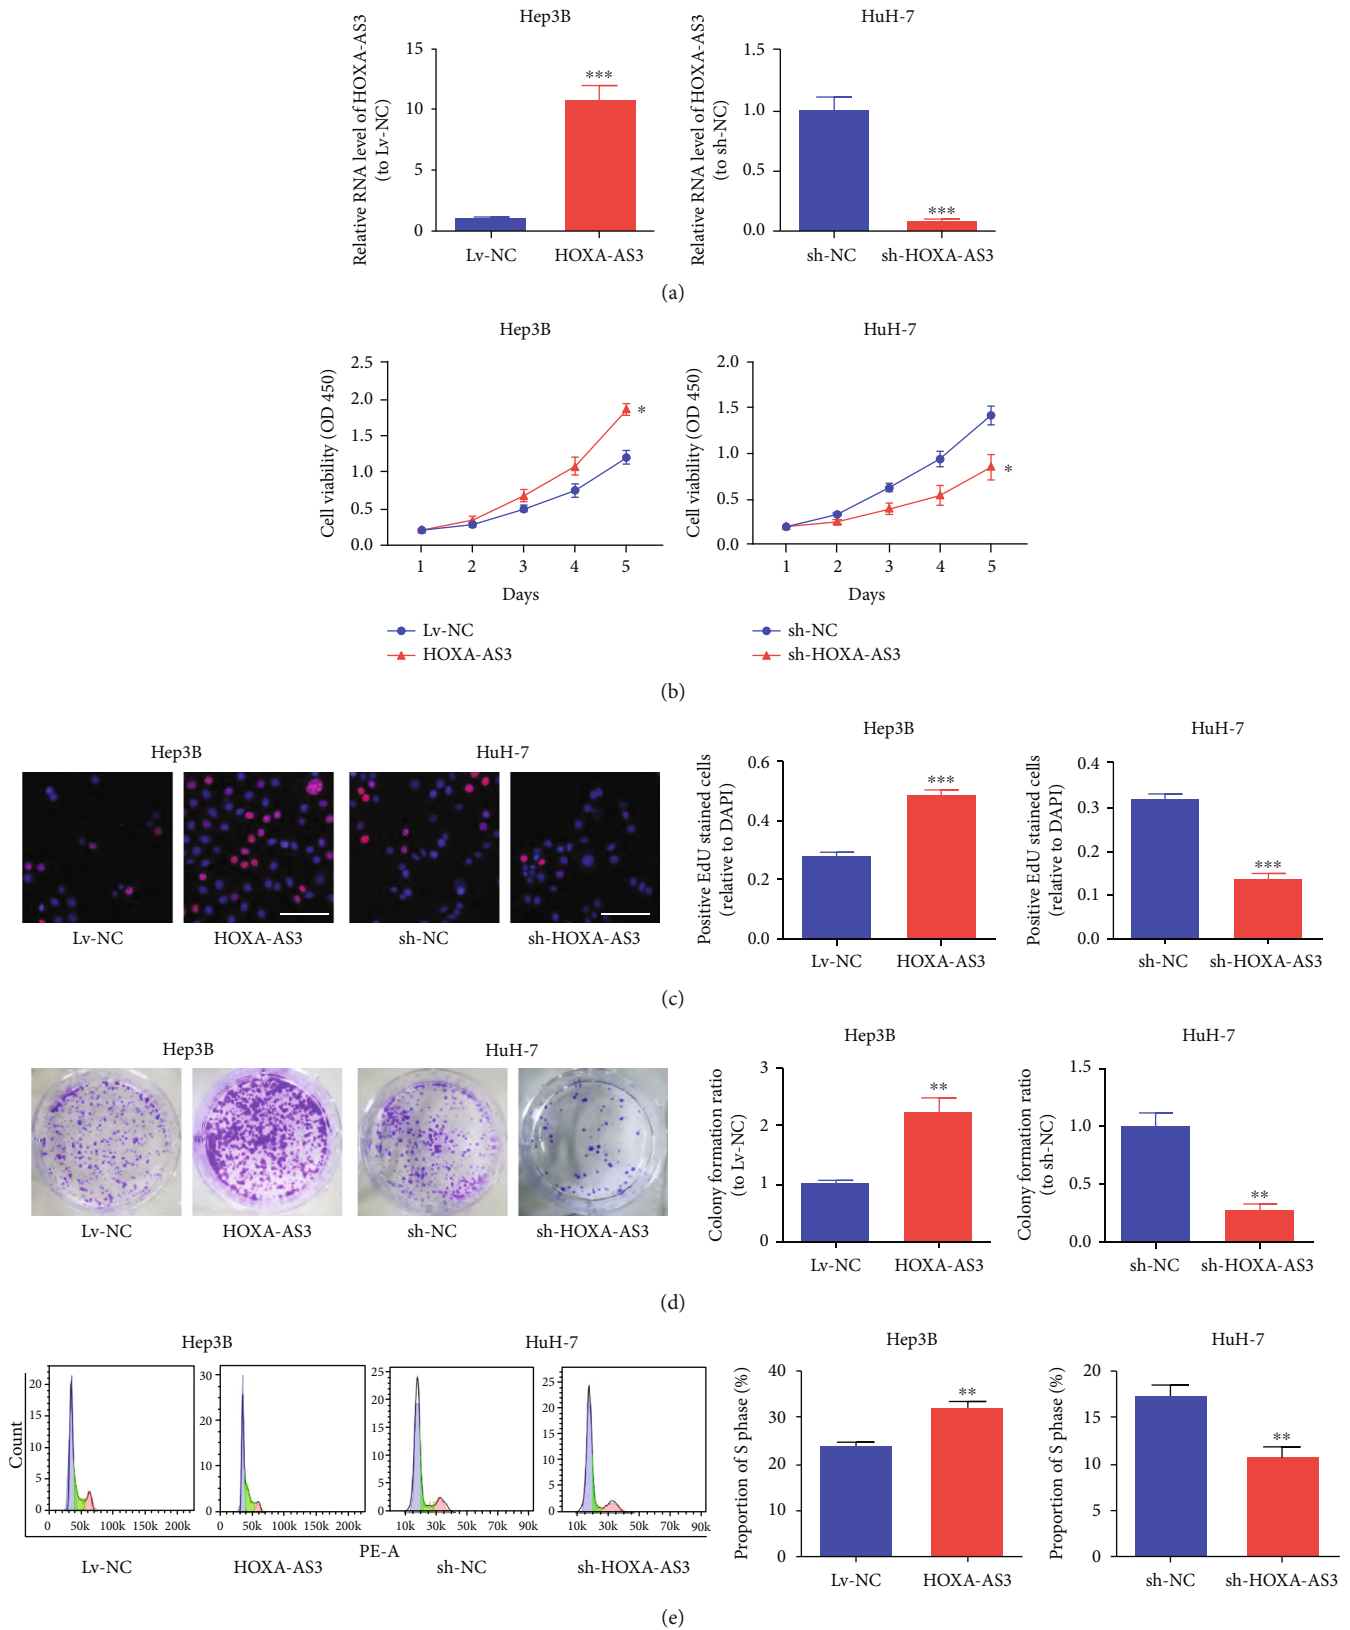 Hep3B
HuH-7
Relative RNA level of HOXA-AS3
(to Lv-NC)
15
10
5
0
***
Lv-NC
HOXA-AS3
Relative RNA level of HOXA-AS3
(to sh-NC)
1.5
1.0
0.5
0.0
***
sh-NC
sh-HOXA-AS3
(a)
Hep3B
HuH-7
Cell viability (OD 450)
2.5
2.0
1.5
1.0
0.5
0.0
*
1 2 3 4 5
Days
Lv-NC
HOXA-AS3
Cell viability (OD 450)
2.0
1.5
1.0
0.5
0.0
*
1 2 3 4 5
Days
sh-NC
sh-HOXA-AS3
(b)
Hep3B
HuH-7
Lv-NC
HOXA-AS3
sh-NC
sh-HOXA-AS3
Hep3B
Positive EdU stained cells
(relative to DAPI)
0.6
0.4
0.2
0.0
***
Lv-NC
HOXA-AS3
HuH-7
Positive EdU stained cells
(relative to DAPI)
0.4
0.3
0.2
0.1
0.0
***
sh-NC
sh-HOXA-AS3
(c)
Hep3B
HuH-7
Lv-NC
HOXA-AS3
sh-NC
sh-HOXA-AS3
Hep3B
Colony formation ratio
(to Lv-NC)
3
2
1
0
**
Lv-NC
HOXA-AS3
HuH-7
Colony formation ratio
(to sh-NC)
1.5
1.0
0.5
0.0
**
sh-NC
sh-HOXA-AS3
(d)
Hep3B
HuH-7
Count
20
15
10
5
0
0 50k 100k 150k 200k
Lv-NC
30
20
10
0
0 50k 100k 150k 200k
HOXA-AS3
25
20
15
10
5
0
10k 30k 50k 70k 90k
sh-NC
25
20
15
10
5
0
10k 30k 50k 70k 90k
sh-HOXA-AS3
PE-A
Hep3B
Proportion of S phase (%)
40
30
20
10
0
**
Lv-NC
HOXA-AS3
HuH-7
Proportion of S phase (%)
20
15
10
5
0
**
sh-NC
sh-HOXA-AS3
(e)